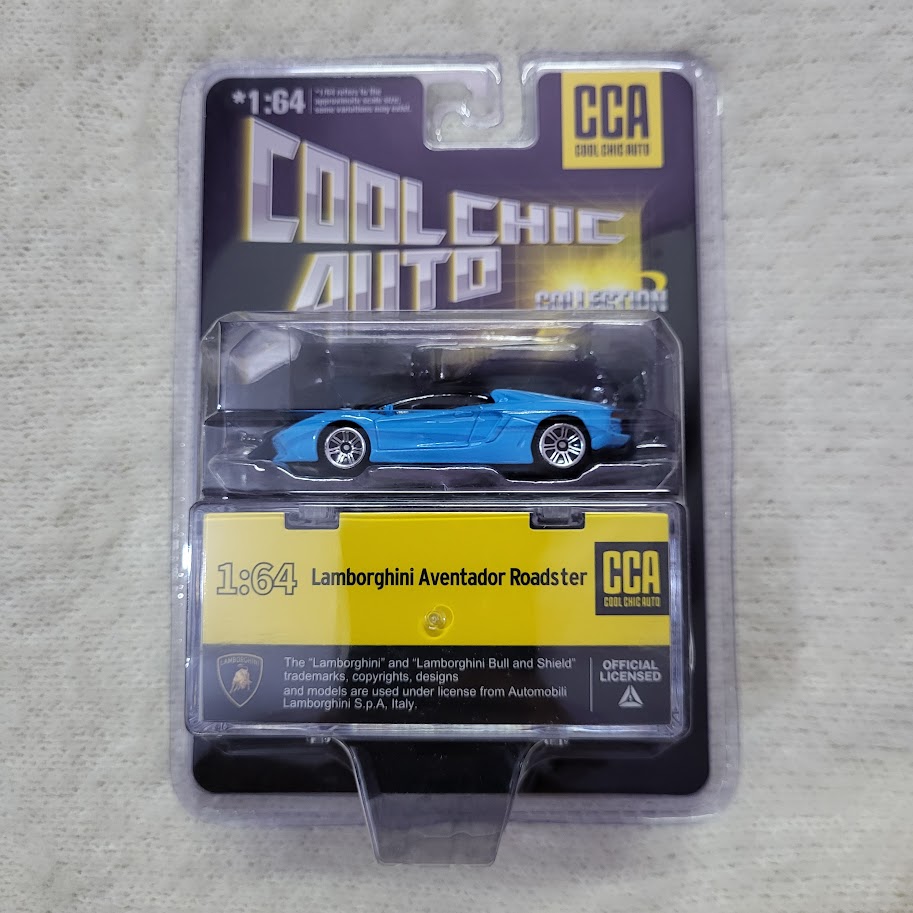 *1:64
*1:64 refers to the
approximate scale size,
some variations may exist.
CCA
COOL CHIC AUTO
COOL CHIC
AUTO
COLLECTION
1:64
Lamborghini Aventador Roadster
CCA
COOL CHIC AUTO
LAMBORGHINI
The "Lamborghini" and "Lamborghini Bull and Shield"
trademarks, copyrights, designs
and models are used under license from Automobili
Lamborghini S.p.A, Italy.
OFFICIAL
LICENSED